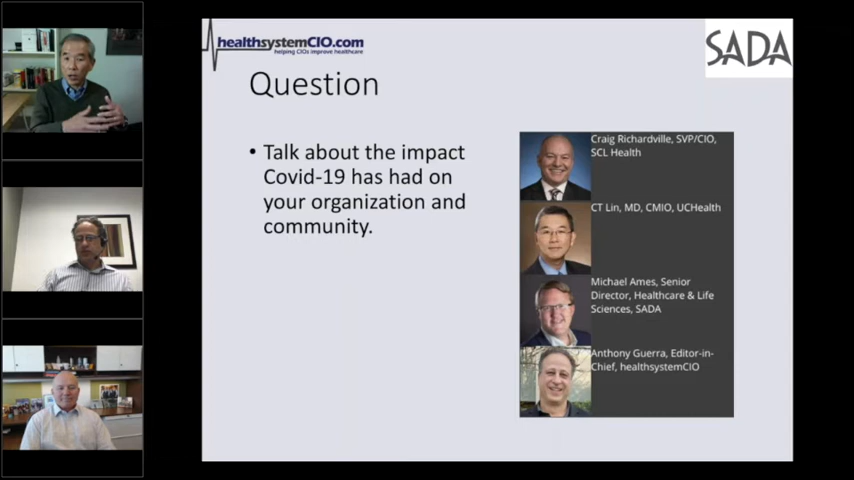 healthsystemCIO.com
helping CIOs improve healthcare
SADA
Question
• Talk about the impact
Covid-19 has had on
your organization and
community.
Craig Richardville, SVP/CIO,
SCL Health
CT Lin, MD, CMIO, UCHealth
Michael Ames, Senior
Director, Healthcare & Life
Sciences, SADA
Anthony Guerra, Editor-in-
Chief, healthsystemCIO